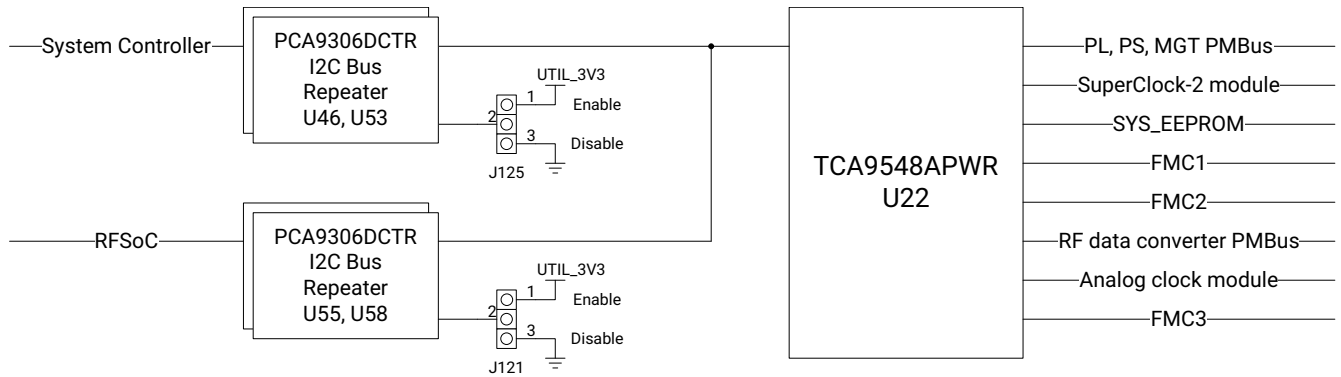 System Controller
PCA9306DCTR
I2C Bus
Repeater
U46, U53
UTIL_3V3
1
Enable
2
3
Disable
J125
RFSoC
PCA9306DCTR
I2C Bus
Repeater
U55, U58
UTIL_3V3
1
Enable
2
3
Disable
J121
TCA9548APWR
U22
PL, PS, MGT PMBus
SuperClock-2 module
SYS_EEPROM
FMC1
FMC2
RF data converter PMBus
Analog clock module
FMC3